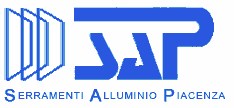 SAP
SERRAMENTI ALLUMINIO PIACENZA